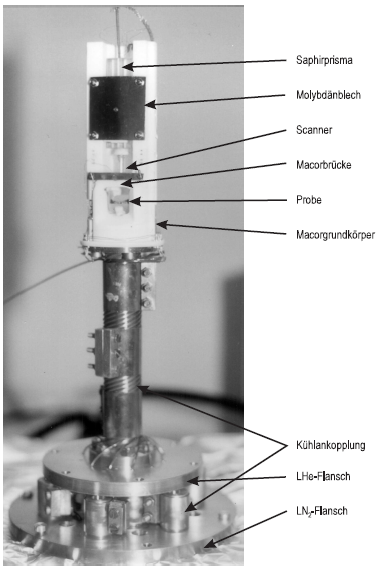 Saphirprisma
Molybdänblech
Scanner
Macorbrücke
Probe
Macorgrundkörper
Kühlankopplung
LHe-Flansch
LN₂-Flansch